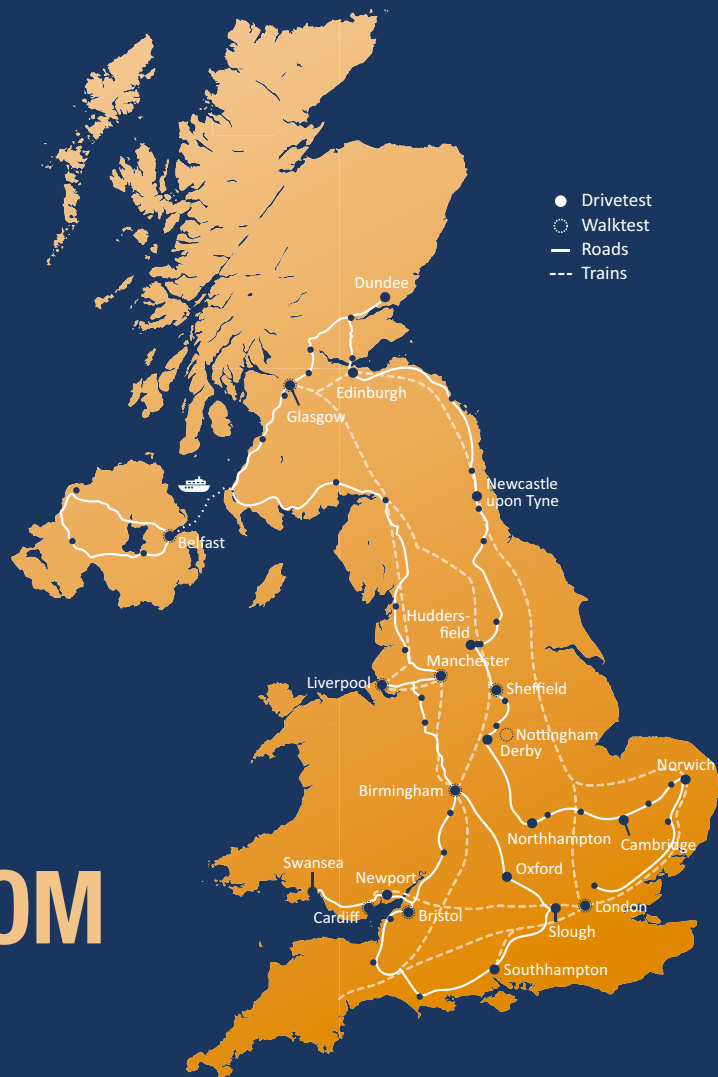 Drivetest
Walktest
Roads
Trains
Dundee
Edinburgh
Glasgow
Newcastle
upon Tyne
Belfast
Hudders-
field
Manchester
Liverpool
Sheffield
Nottingham
Derby
Norwich
Birmingham
Northhampton
Cambridge
Swansea
Oxford
Newport
OM
Cardiff
Bristol
London
Slough
Southhampton